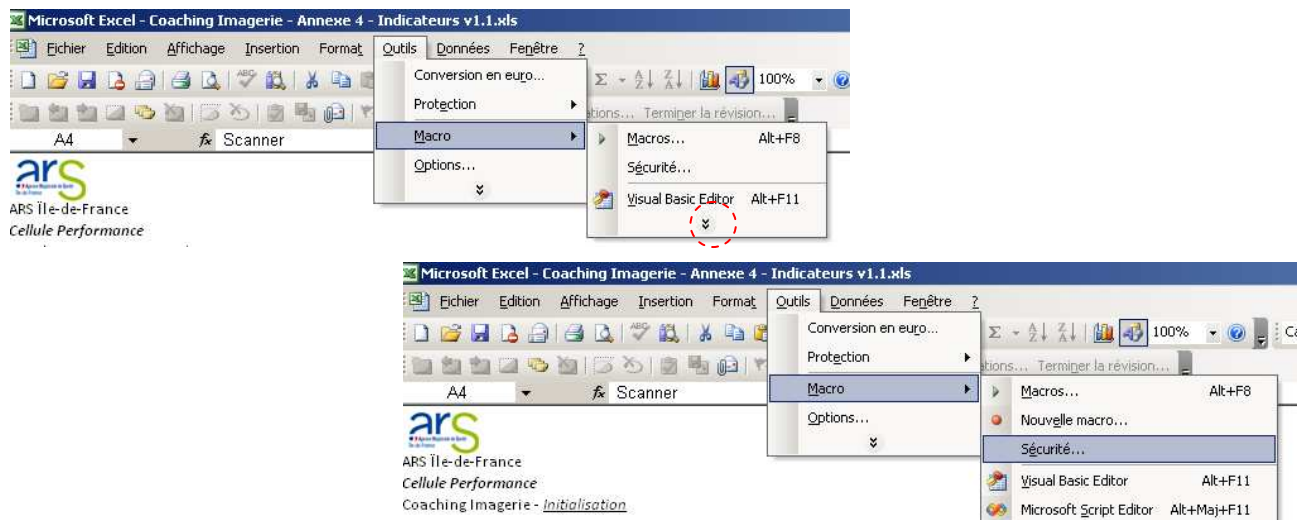 Microsoft Excel - Coaching Imagerie - Annexe 4 - Indicateurs v1.1.xls
Fichier Edition Affichage Insertion Format Outils Données Fenêtre ?
Conversion en euro...
100%
Protection
Terminer la révision...
A4 fx Scanner
Macro
Macros... Alt+F8
Options...
Sécurité...
Visual Basic Editor Alt+F11
ars
ARS Île-de-France
Cellule Performance
Microsoft Excel - Coaching Imagerie - Annexe 4 - Indicateurs v1.1.xls
Fichier Edition Affichage Insertion Format Outils Données Fenêtre ?
Conversion en euro...
100%
Protection
Terminer la révision...
A4 fx Scanner
Macro
Macros... Alt+F8
Options...
Nouvelle macro...
Sécurité...
Visual Basic Editor Alt+F11
Microsoft Script Editor Alt+Maj+F11
ars
ARS Île-de-France
Cellule Performance
Coaching Imagerie - Initialisation